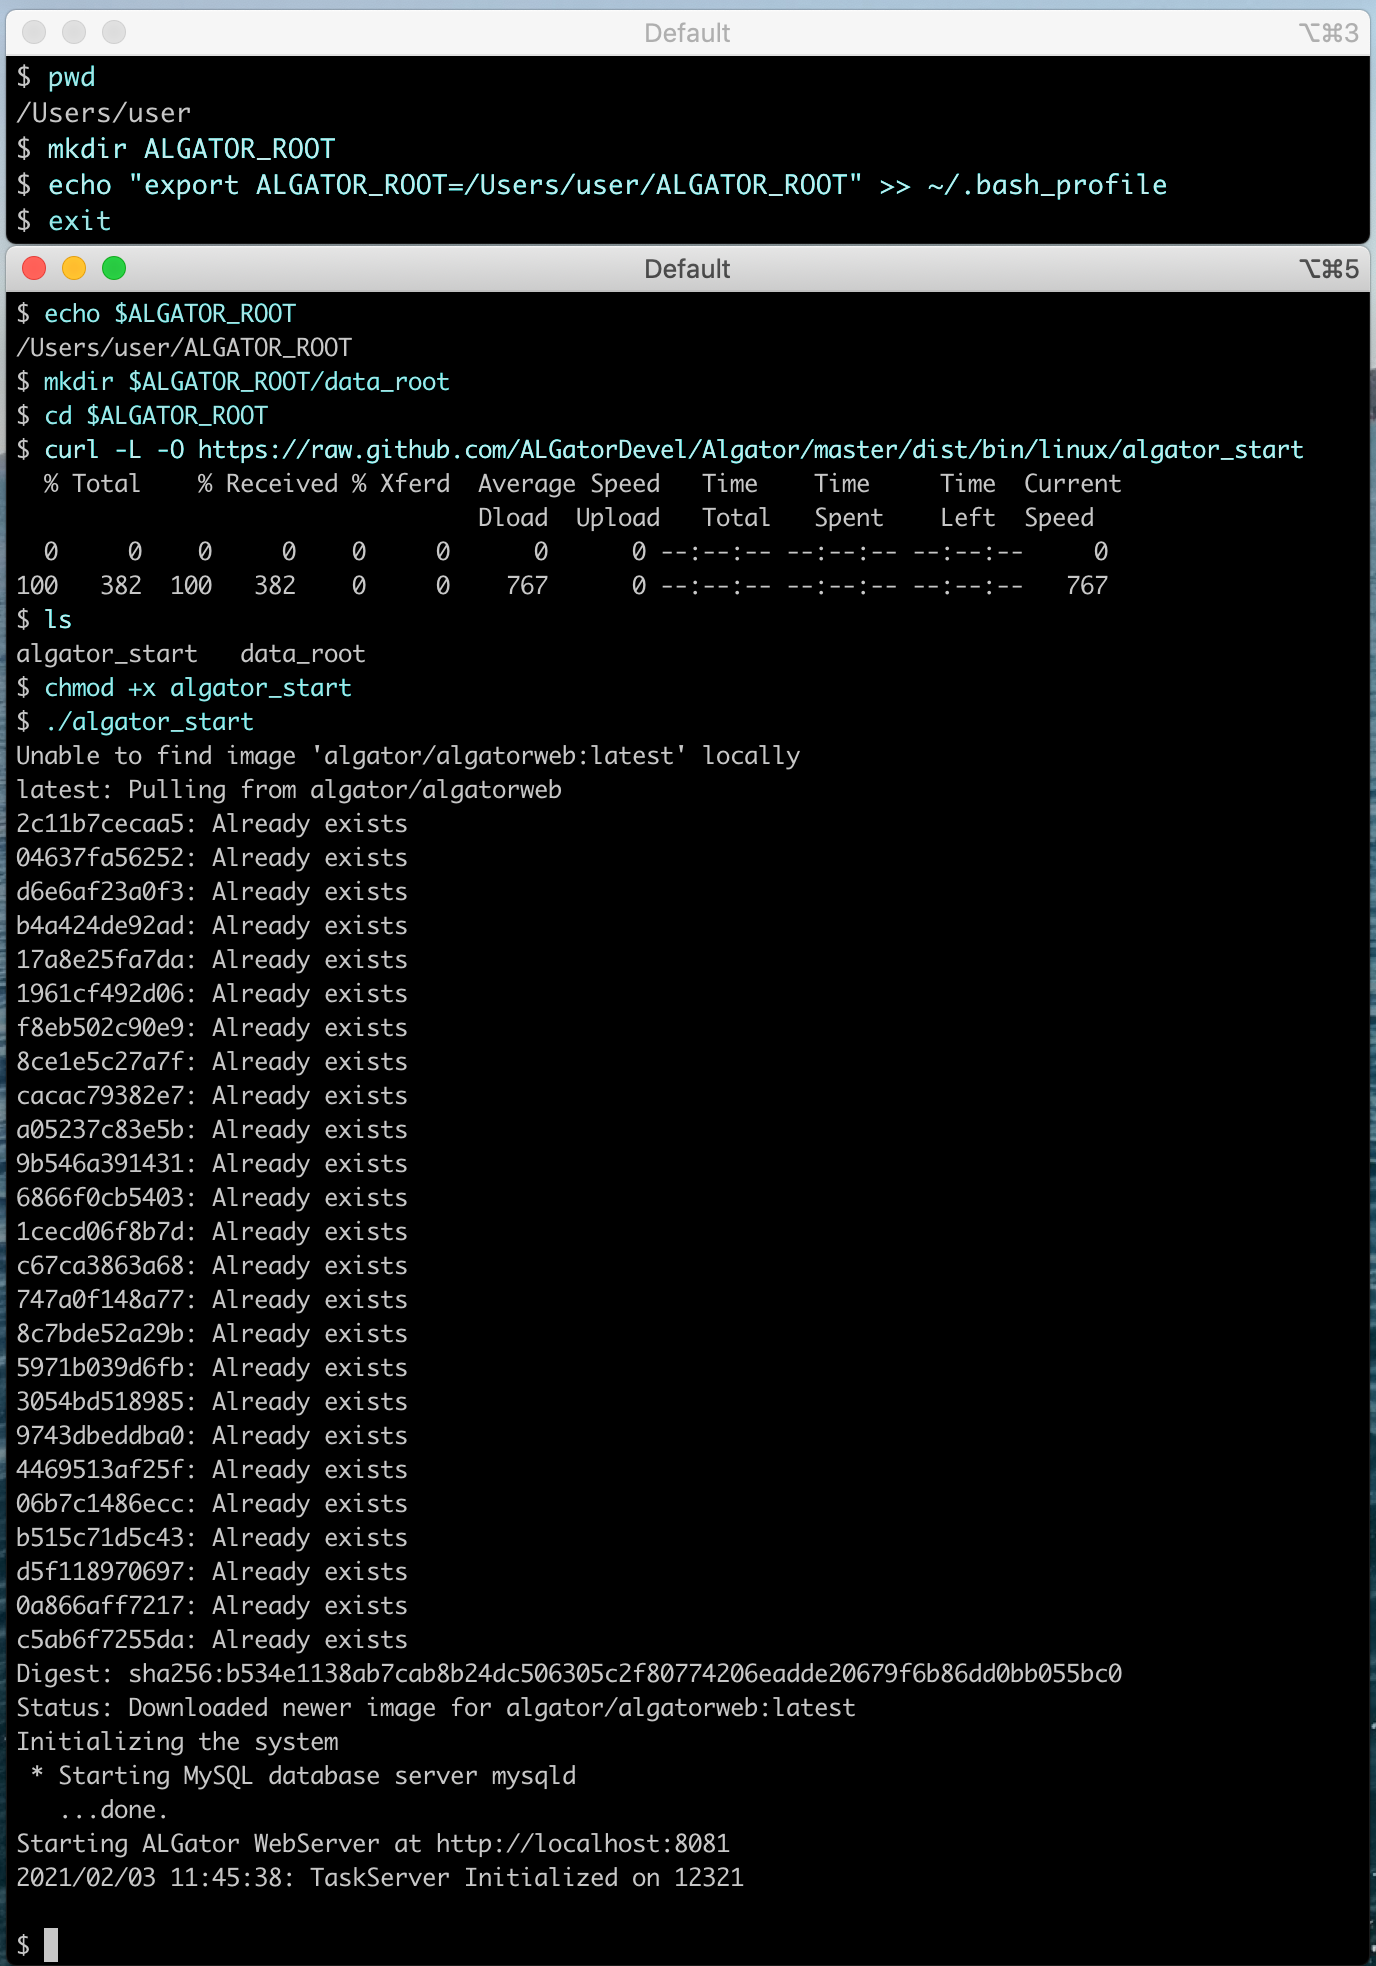 Default ⌥⌘3
$ pwd
/Users/user
$ mkdir ALGATOR_ROOT
$ echo "export ALGATOR_ROOT=/Users/user/ALGATOR_ROOT" >> ~/.bash_profile
$ exit
Default ⌥⌘5
$ echo $ALGATOR_ROOT
/Users/user/ALGATOR_ROOT
$ mkdir $ALGATOR_ROOT/data_root
$ cd $ALGATOR_ROOT
$ curl -L -O https://raw.github.com/ALGatorDevel/Algator/master/dist/bin/linux/algator_start
  % Total    % Received % Xferd  Average Speed   Time    Time     Time  Current
                                 Dload  Upload   Total   Spent    Left  Speed
  0     0    0     0    0     0      0      0 --:--:-- --:--:-- --:--:--     0
100   382  100   382    0     0    767      0 --:--:-- --:--:-- --:--:--   767
$ ls
algator_start   data_root
$ chmod +x algator_start
$ ./algator_start
Unable to find image 'algator/algatorweb:latest' locally
latest: Pulling from algator/algatorweb
2c11b7cecaa5: Already exists
04637fa56252: Already exists
d6e6af23a0f3: Already exists
b4a424de92ad: Already exists
17a8e25fa7da: Already exists
1961cf492d06: Already exists
f8eb502c90e9: Already exists
8ce1e5c27a7f: Already exists
cacac79382e7: Already exists
a05237c83e5b: Already exists
9b546a391431: Already exists
6866f0cb5403: Already exists
1cecd06f8b7d: Already exists
c67ca3863a68: Already exists
747a0f148a77: Already exists
8c7bde52a29b: Already exists
5971b039d6fb: Already exists
3054bd518985: Already exists
9743dbeddba0: Already exists
4469513af25f: Already exists
06b7c1486ecc: Already exists
b515c71d5c43: Already exists
d5f118970697: Already exists
0a866aff7217: Already exists
c5ab6f7255da: Already exists
Digest: sha256:b534e1138ab7cab8b24dc506305c2f80774206eadde20679f6b86dd0bb055bc0
Status: Downloaded newer image for algator/algatorweb:latest
Initializing the system
 * Starting MySQL database server mysqld
   ...done.
Starting ALGator WebServer at http://localhost:8081
2021/02/03 11:45:38: TaskServer Initialized on 12321
$